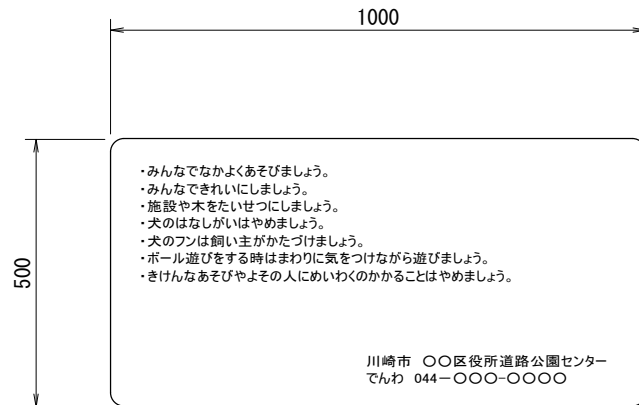 1000
500
・みんなでなかよくあそびましょう。
・みんなできれいにしましょう。
・施設や木をたいせつにしましょう。
・犬のはなしがいはやめましょう。
・犬のフンは飼い主がかたづけましょう。
・ボール遊びをする時はまわりに気をつけながら遊びましょう。
・きけんなあそびやよその人にめいわくのかかることはやめましょう。
川崎市 〇〇区役所道路公園センター
でんわ 044－〇〇〇-〇〇〇〇